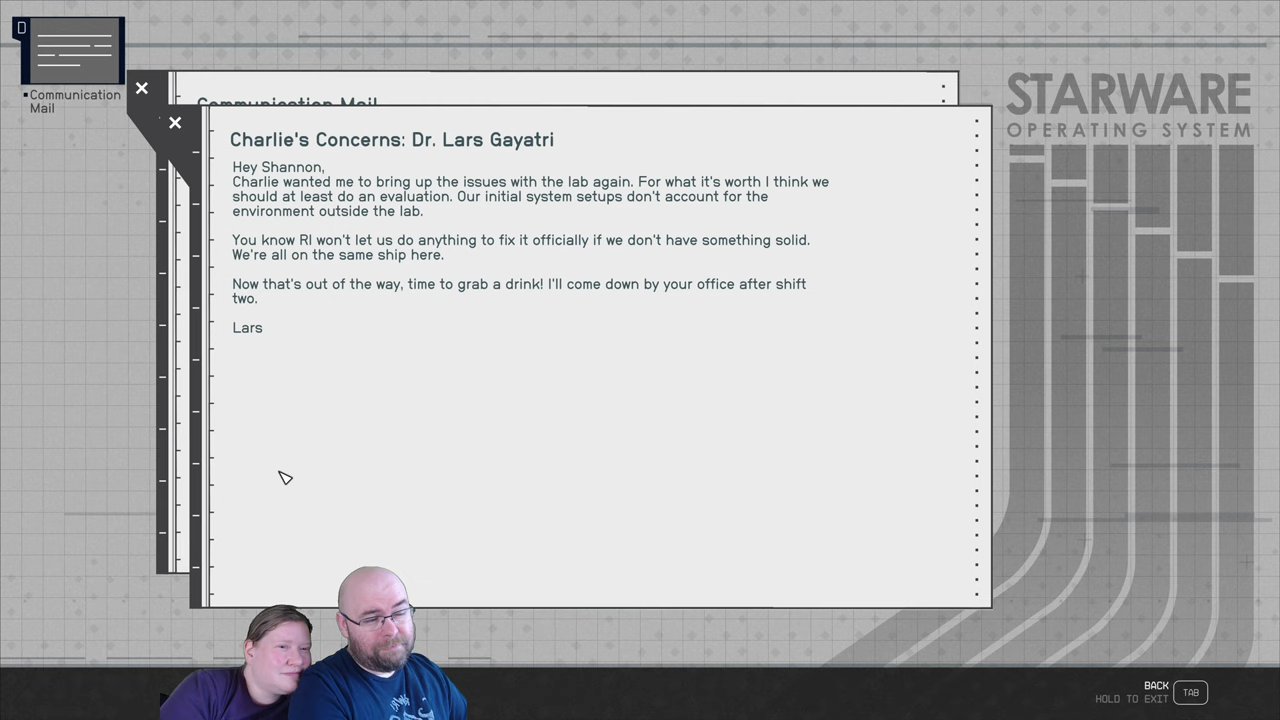 D
Communication
Mail
Communication Mail
STARWARE
OPERATING SYSTEM
Charlie's Concerns: Dr. Lars Gayatri
Hey Shannon,
Charlie wanted me to bring up the issues with the lab again. For what it's worth I think we
should at least do an evaluation. Our initial system setups don't account for the
environment outside the lab.
You know RI won't let us do anything to fix it officially if we don't have something solid.
We're all on the same ship here.
Now that's out of the way, time to grab a drink! I'll come down by your office after shift
two.
Lars
BACK
HOLD TO EXIT
TAB